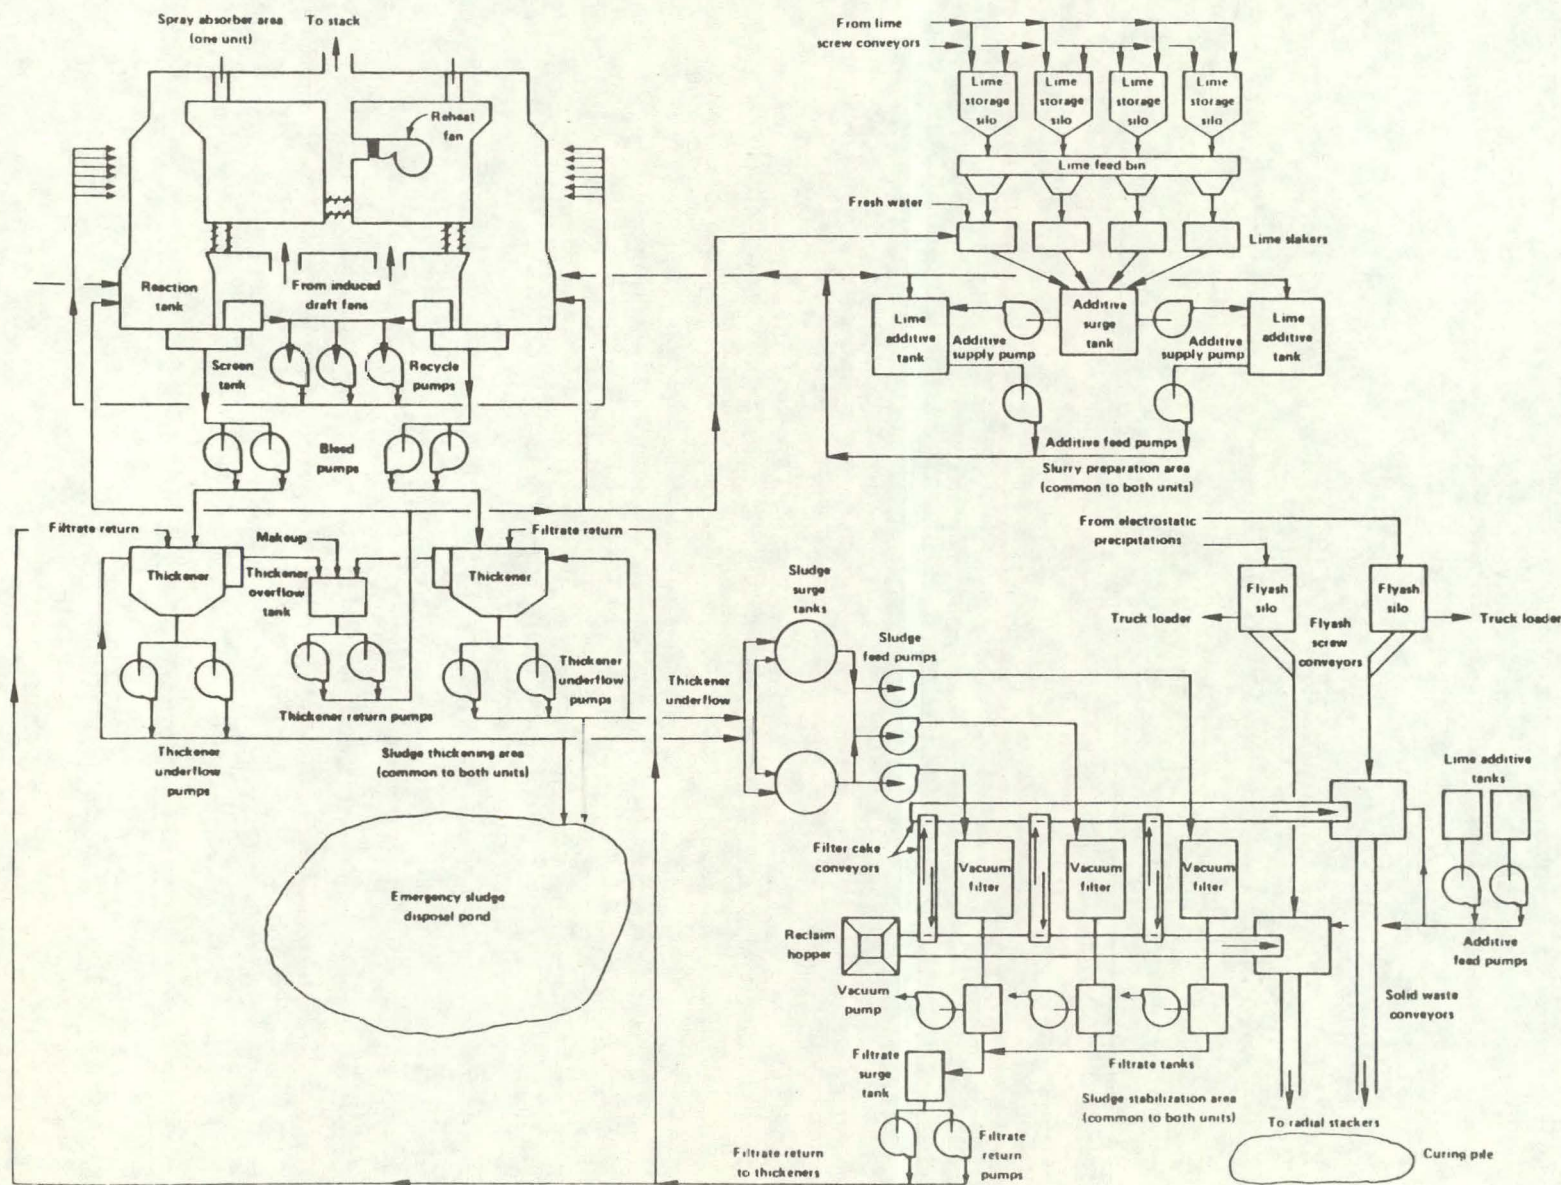 Spray absorber area
(one unit)
To stack
Reheat
fan
Reaction
tank
From induced
draft fans
Screen
tank
Recycle
pumps
Bleed
pumps
From lime
screw conveyors
Lime
storage
silo
Lime
storage
silo
Lime
storage
silo
Lime
storage
silo
Lime feed bin
Fresh water
Lime slakers
Lime
additive
tank
Additive
surge
tank
Additive
supply pump
Additive
supply pump
Lime
additive
tank
Additive feed pumps
Slurry preparation area
(common to both units)
Filtrate return
Makeup
Filtrate return
Thickener
Thickener
overflow
tank
Thickener
Thickener
underflow
pumps
Thickener return pumps
Thickener
underflow
pumps
Sludge thickening area
(common to both units)
Thickener
underflow
Emergency sludge
disposal pond
Sludge
surge
tanks
Sludge
feed pumps
From electrostatic
precipitations
Flyash
silo
Flyash
silo
Truck loader
Flyash
screw
conveyors
Truck loader
Lime additive
tanks
Filter cake
conveyors
Vacuum
filter
Vacuum
filter
Vacuum
filter
Reclaim
hopper
Additive
feed pumps
Vacuum
pump
Solid waste
conveyors
Filtrate
surge
tank
Filtrate tanks
Sludge stabilization area
(common to both units)
To radial stackers
Filtrate return
to thickeners
Filtrate
return
pumps
Curing pile